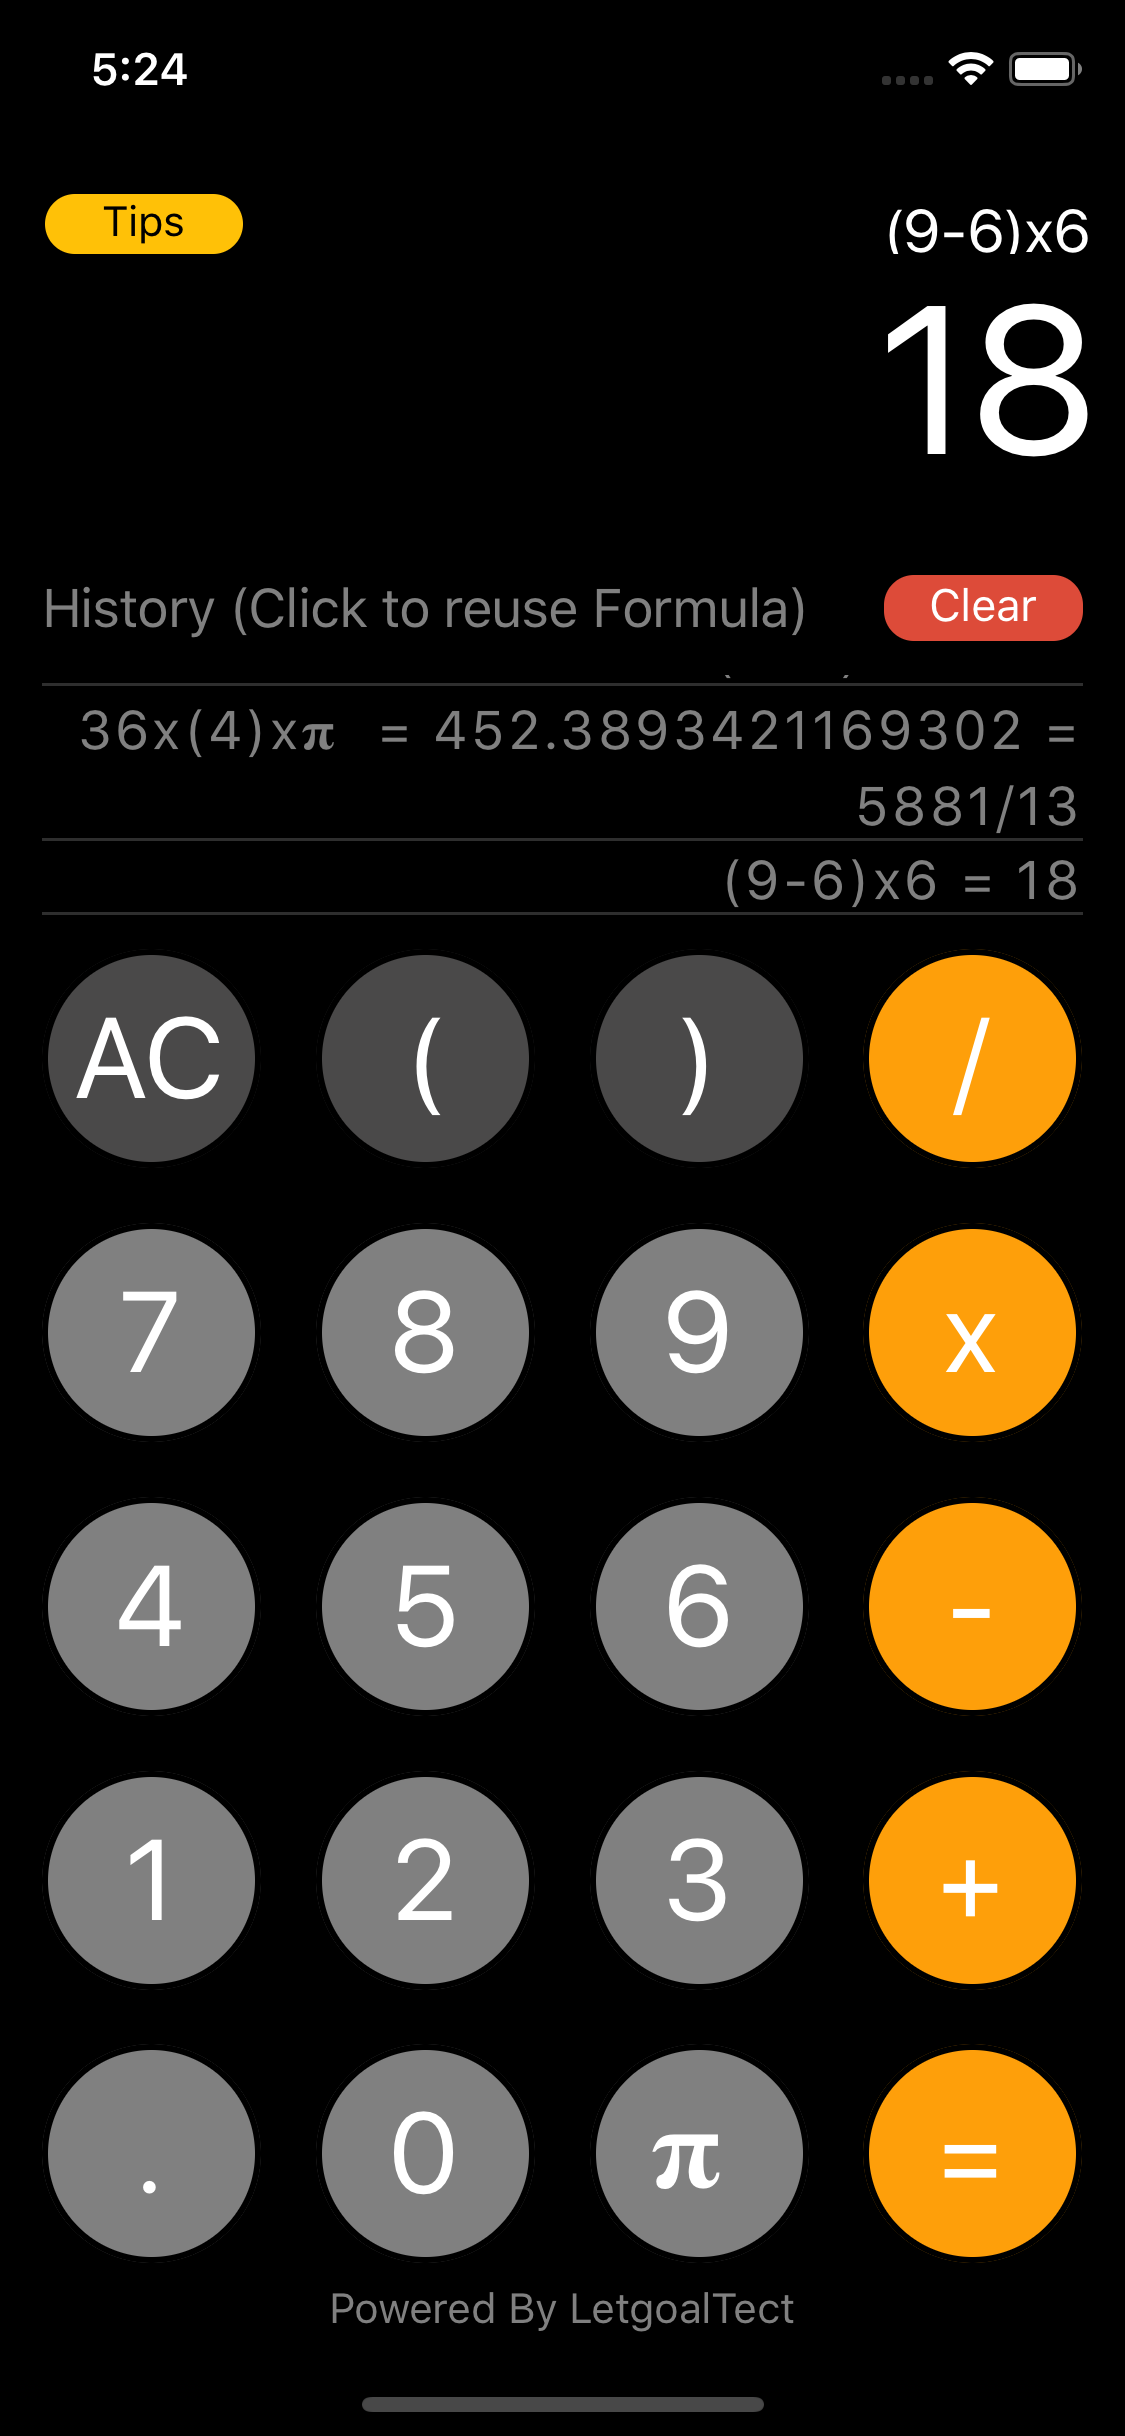 5:24
Tips
(9-6)x6
18
History (Click to reuse Formula)
Clear
36x(4)xπ = 452.3893421169302 =
5881/13
(9-6)x6 = 18
AC ( ) /
7 8 9 x
4 5 6 -
1 2 3 +
. 0 π =
Powered By LetgoalTect